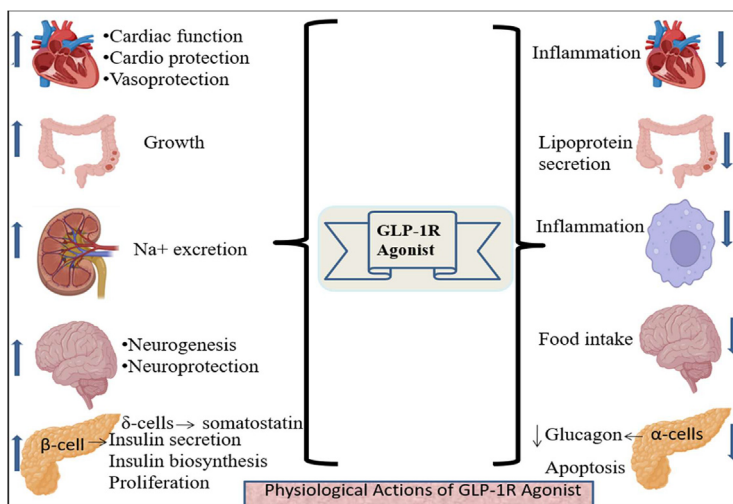 •Cardiac function
•Cardio protection
•Vasoprotection
Growth
Na+ excretion
•Neurogenesis
•Neuroprotection
δ-cells → somatostatin
β-cell → Insulin secretion
Insulin biosynthesis
Proliferation
GLP-1R
Agonist
Inflammation
Lipoprotein
secretion
Inflammation
Food intake
↓ Glucagon ← α-cells
Apoptosis
Physiological Actions of GLP-1R Agonist